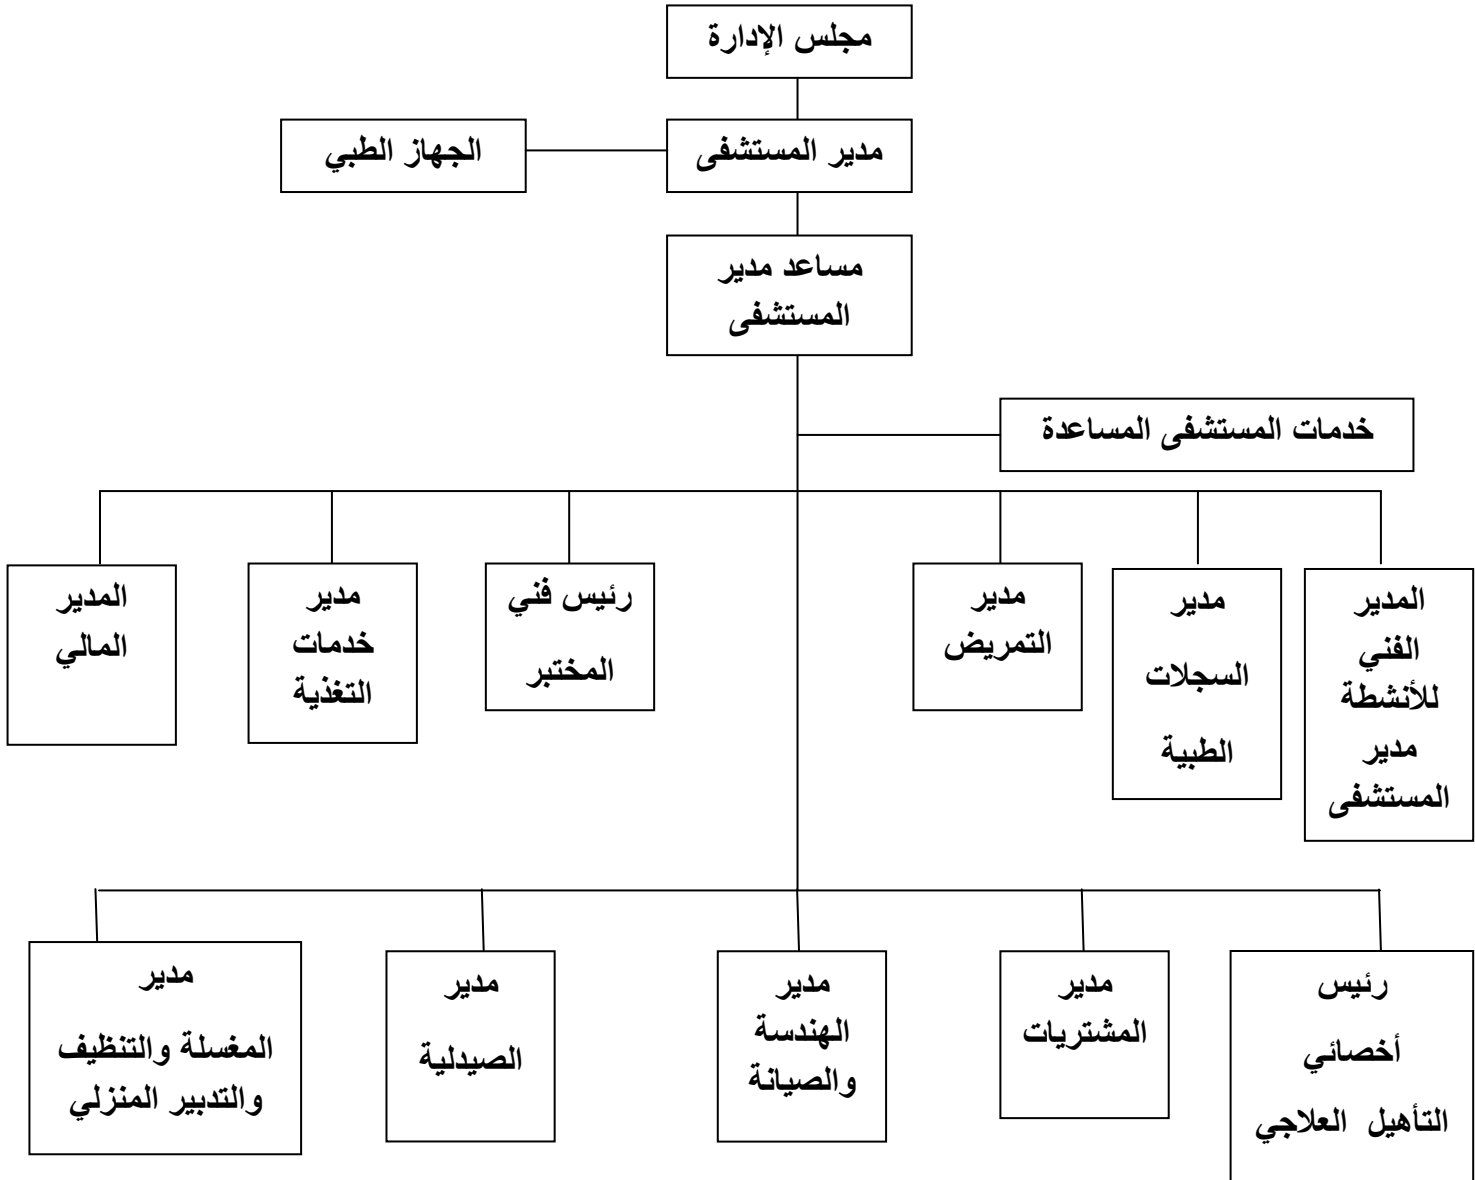 مجلس الإدارة
مدير المستشفى
الجهاز الطبي
مساعد مدير
المستشفى
خدمات المستشفى المساعدة
المدير
الفني
للأنشطة
مدير
المستشفى
مدير
السجلات
الطبية
مدير
التمريض
رئيس فني
المختبر
مدير
خدمات
التغذية
المدير
المالي
رئيس
أخصائي
التأهيل العلاجي
مدير
المشتريات
مدير
الهندسة
والصيانة
مدير
الصيدلية
مدير
المغسلة والتنظيف
والتدبير المنزلي